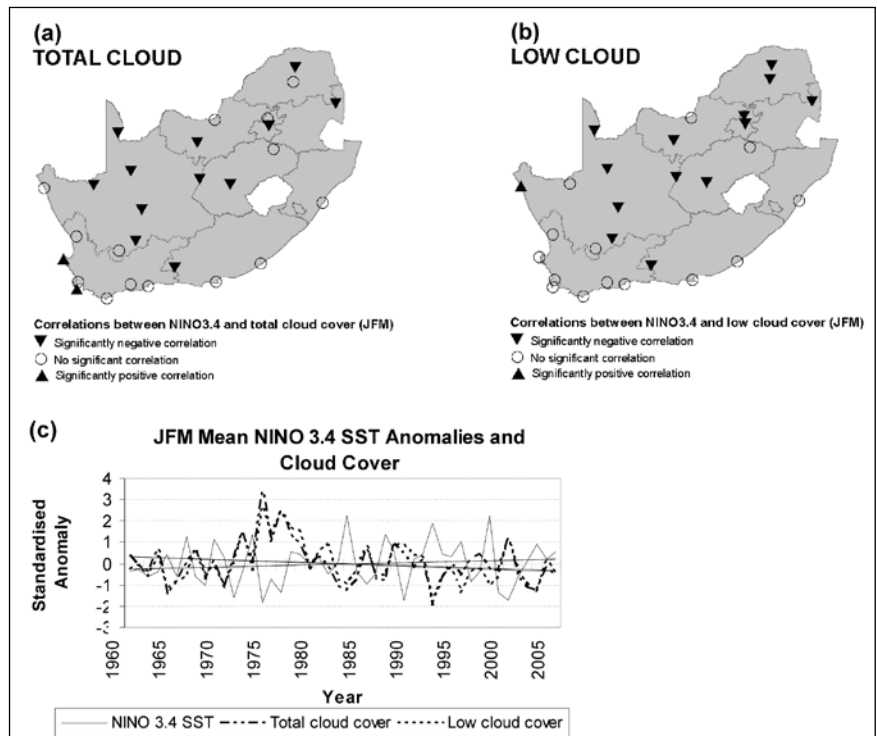 (a)
TOTAL CLOUD
Correlations between NINO3.4 and total cloud cover (JFM)
Significantly negative correlation
No significant correlation
Significantly positive correlation
(b)
LOW CLOUD
Correlations between NINO3.4 and low cloud cover (JFM)
Significantly negative correlation
No significant correlation
Significantly positive correlation
(c)
JFM Mean NINO 3.4 SST Anomalies and
Cloud Cover
Standardised
Anomaly
4
3
2
1
0
-1
-2
-3
1960
1965
1970
1975
1980
1985
1990
1995
2000
2005
Year
NINO 3.4 SST
Total cloud cover
Low cloud cover